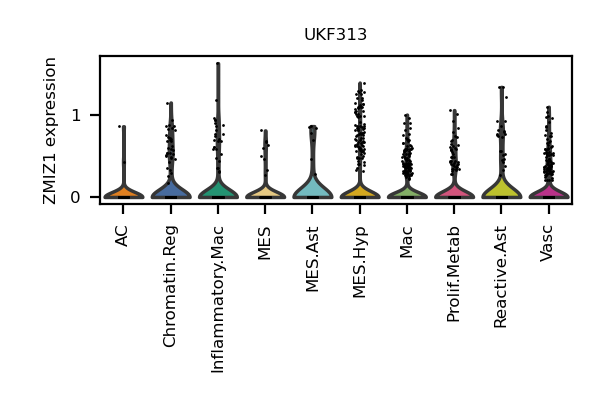 UKF313
ZMIZ1 expression
1
0
AC
Chromatin.Reg
Inflammatory.Mac
MES
MES.Ast
MES.Hyp
Mac
Prolif.Metab
Reactive.Ast
Vasc